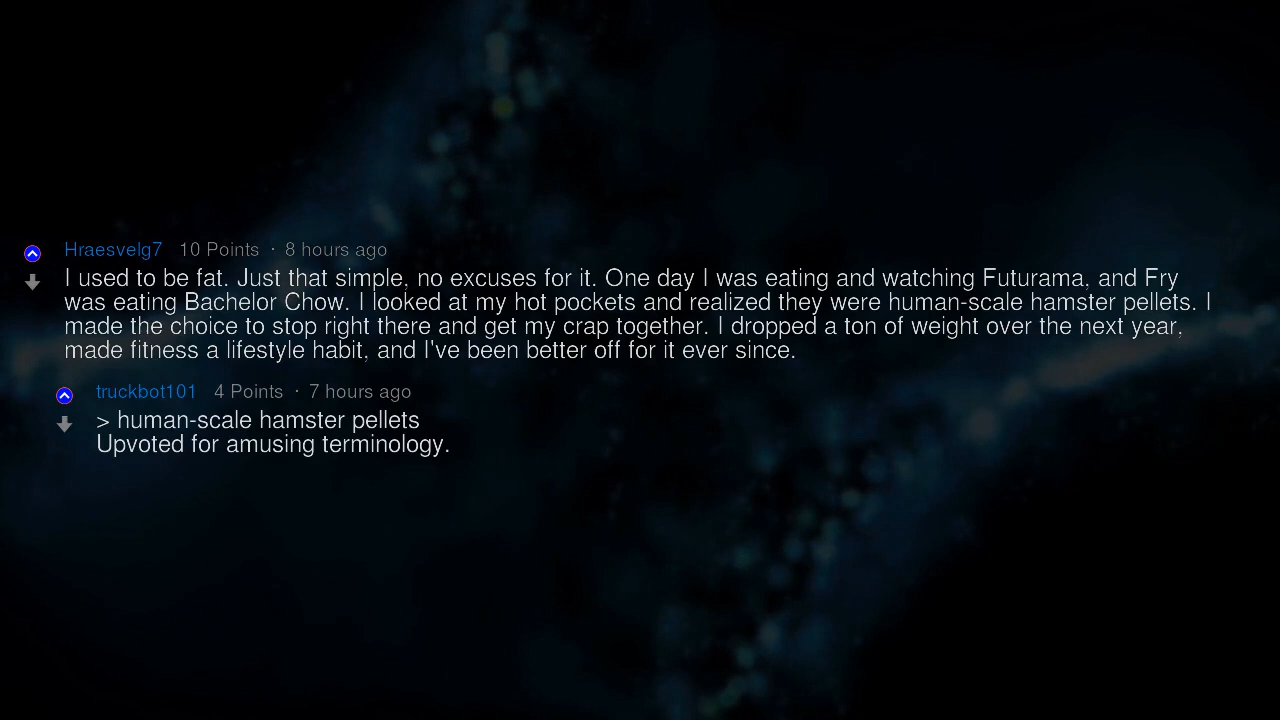 Hraesvelg7 10 Points · 8 hours ago
I used to be fat. Just that simple, no excuses for it. One day I was eating and watching Futurama, and Fry
was eating Bachelor Chow. I looked at my hot pockets and realized they were human-scale hamster pellets. I
made the choice to stop right there and get my crap together. I dropped a ton of weight over the next year,
made fitness a lifestyle habit, and I've been better off for it ever since.
truckbot101 4 Points · 7 hours ago
> human-scale hamster pellets
Upvoted for amusing terminology.